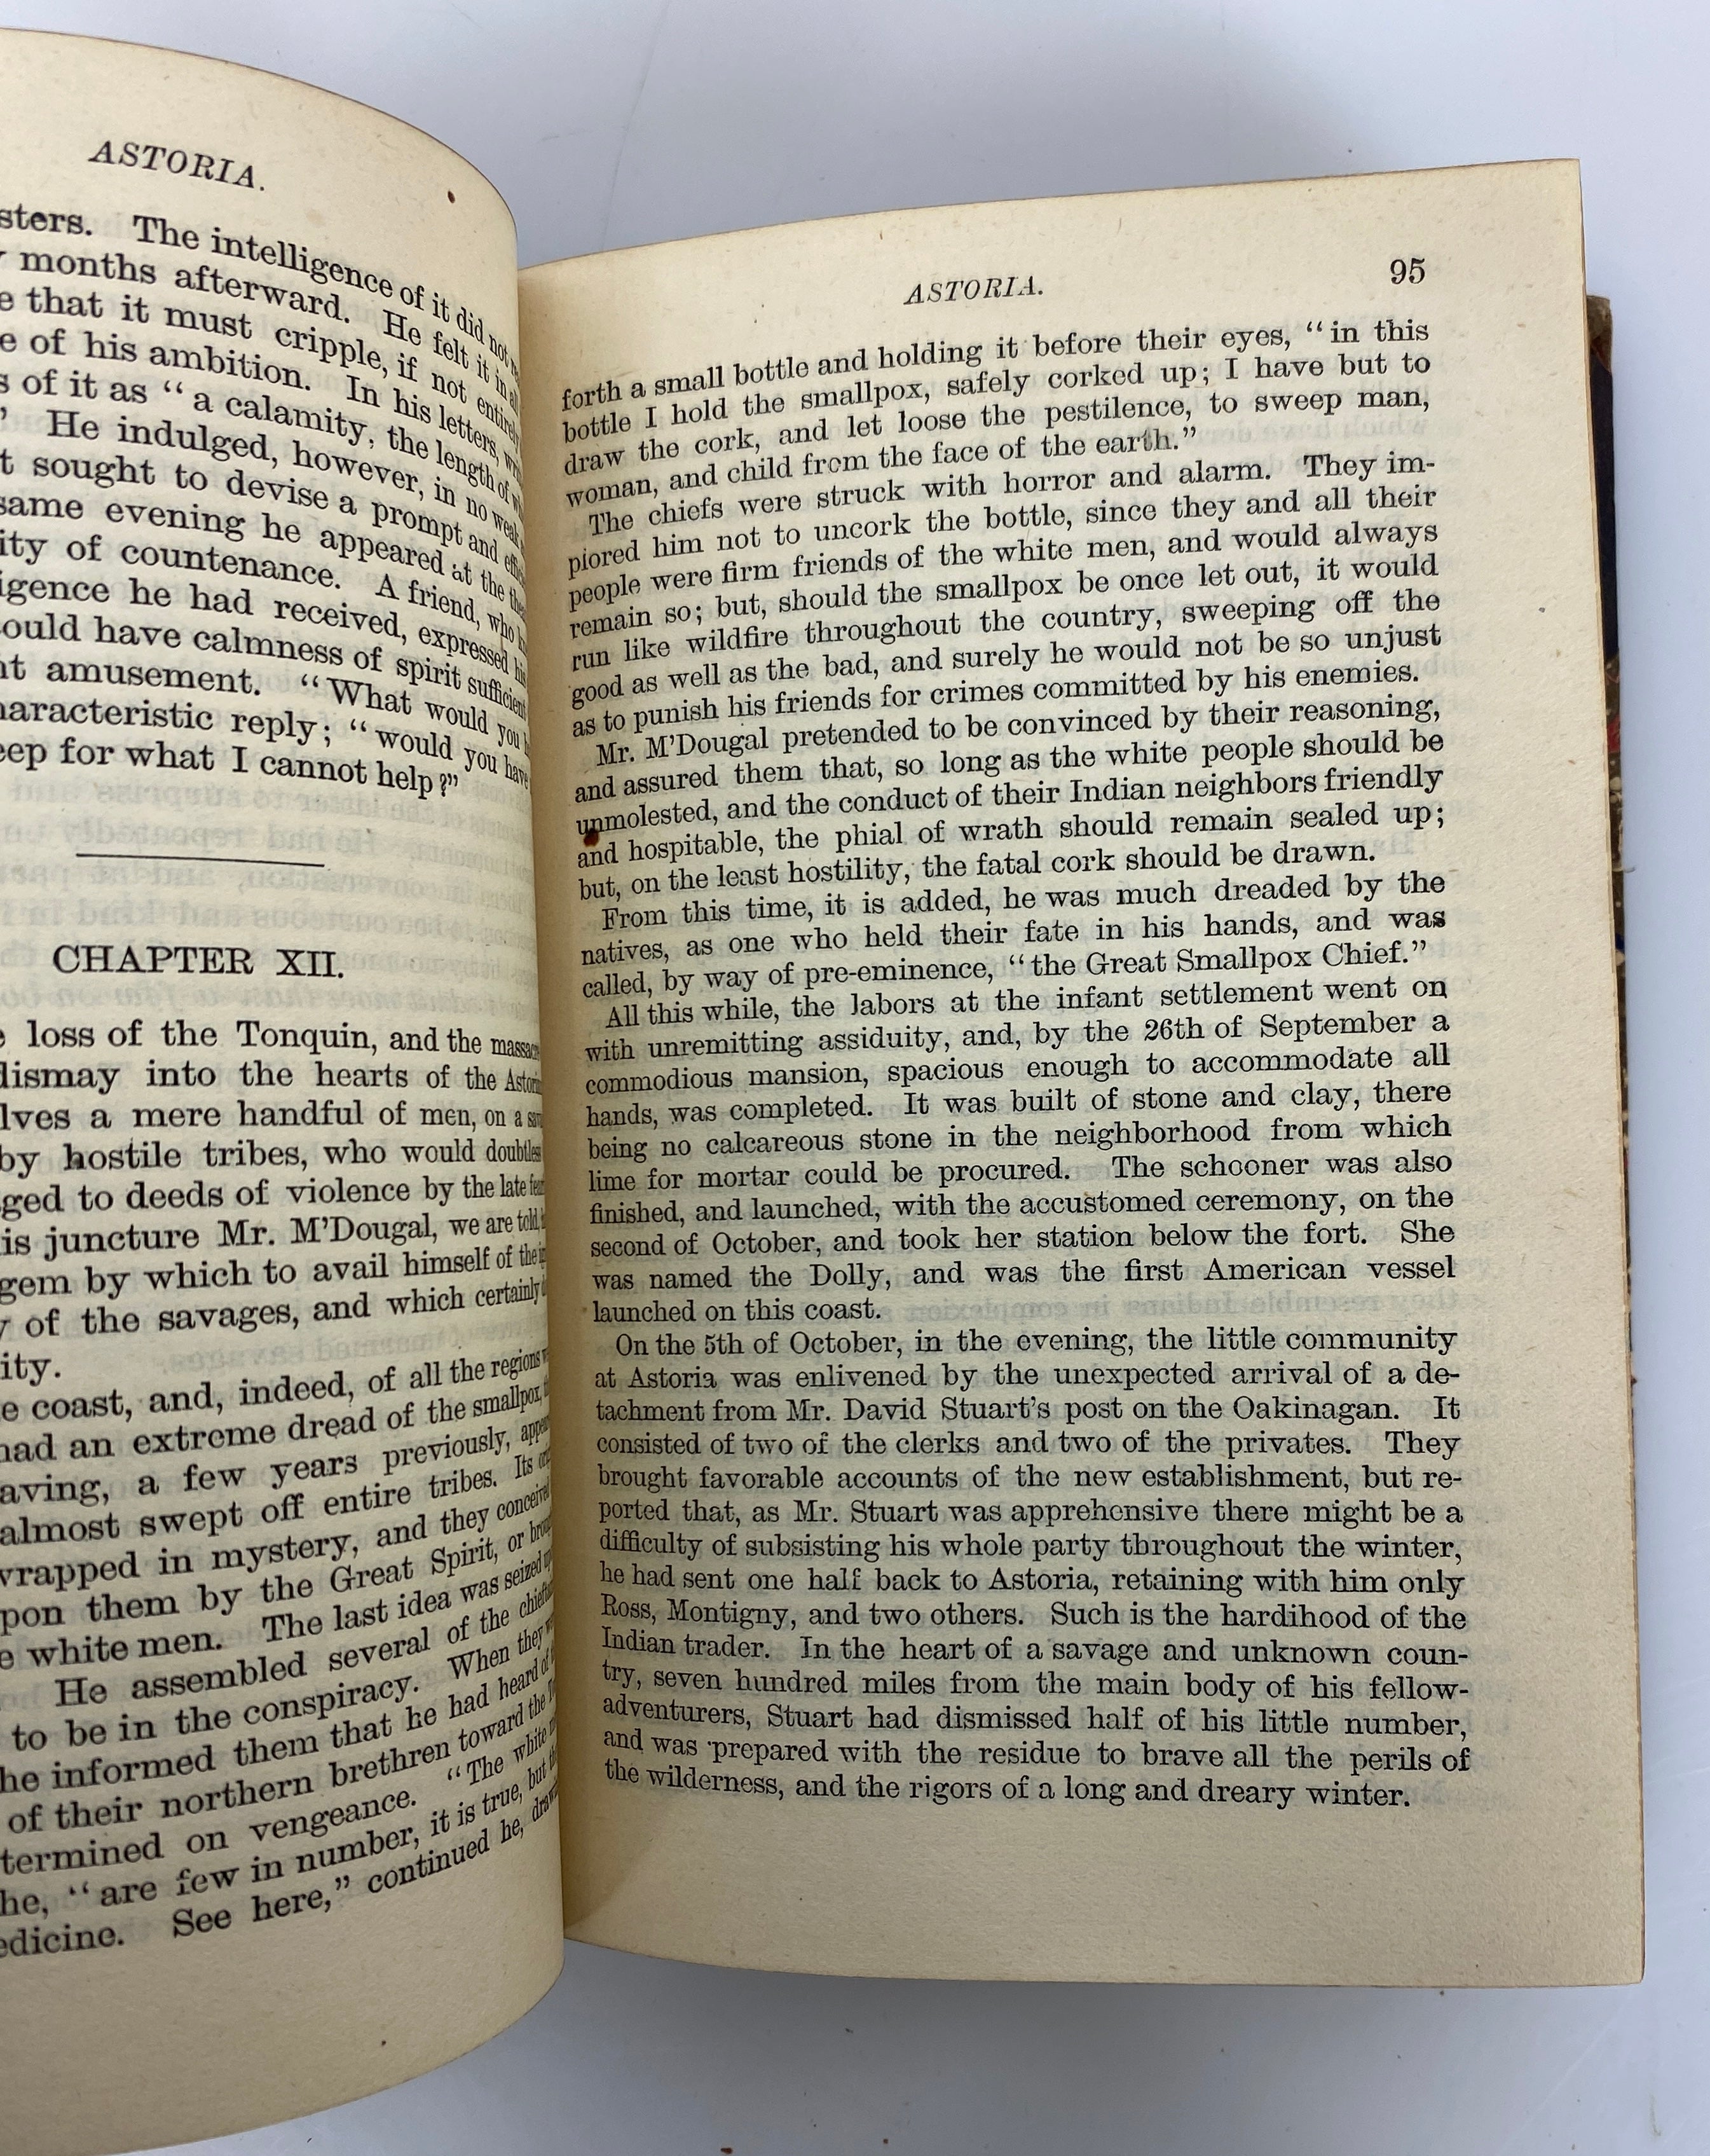 ASTORIA.
sters. The intelligence of it did not
months afterward. He felt it in all
e that it must cripple, if not entirely
e of his ambition. In his letters,
s of it as “a calamity, the length of
” He indulged, however, in no weak
t sought to devise a prompt and
same evening he appeared at the
ity of countenance. A friend, who
igence he had received, expressed his
ould have calmness of spirit sufficient
nt amusement. “What would you
haracteristic reply; “would you have
eep for what I cannot help?”
CHAPTER XII.
e loss of the Tonquin, and the
dismay into the hearts of the
lves a mere handful of men, on a
by hostile tribes, who would doubtless
ged to deeds of violence by the late
is juncture Mr. M’Dougal, we are told,
gem by which to avail himself of the
y of the savages, and which certainly
ity.
e coast, and, indeed, of all the regions
had an extreme dread of the smallpox,
aving, a few years previously,
almost swept off entire tribes. Its
wrapped in mystery, and they conceived
pon them by the Great Spirit, or
e white men. The last idea was seized
He assembled several of the
to be in the conspiracy. When they
he informed them that he had heard of
of their northern brethren toward the
termined on vengeance. “The white
he, “are few in number, it is true, but
edicine. See here,” continued he,
ASTORIA. 95
forth a small bottle and holding it before their eyes, “in this
bottle I hold the smallpox, safely corked up; I have but to
draw the cork, and let loose the pestilence, to sweep man,
woman, and child from the face of the earth.”
The chiefs were struck with horror and alarm. They im-
plored him not to uncork the bottle, since they and all their
people were firm friends of the white men, and would always
remain so; but, should the smallpox be once let out, it would
run like wildfire throughout the country, sweeping off the
good as well as the bad, and surely he would not be so unjust
as to punish his friends for crimes committed by his enemies.
Mr. M’Dougal pretended to be convinced by their reasoning,
and assured them that, so long as the white people should be
unmolested, and the conduct of their Indian neighbors friendly
and hospitable, the phial of wrath should remain sealed up;
but, on the least hostility, the fatal cork should be drawn.
From this time, it is added, he was much dreaded by the
natives, as one who held their fate in his hands, and was
called, by way of pre-eminence, “the Great Smallpox Chief.”
All this while, the labors at the infant settlement went on
with unremitting assiduity, and, by the 26th of September a
commodious mansion, spacious enough to accommodate all
hands, was completed. It was built of stone and clay, there
being no calcareous stone in the neighborhood from which
lime for mortar could be procured. The schooner was also
finished, and launched, with the accustomed ceremony, on the
second of October, and took her station below the fort. She
was named the Dolly, and was the first American vessel
launched on this coast.
On the 5th of October, in the evening, the little community
at Astoria was enlivened by the unexpected arrival of a de-
tachment from Mr. David Stuart’s post on the Oakinagan. It
consisted of two of the clerks and two of the privates. They
brought favorable accounts of the new establishment, but re-
ported that, as Mr. Stuart was apprehensive there might be a
difficulty of subsisting his whole party throughout the winter,
he had sent one half back to Astoria, retaining with him only
Ross, Montigny, and two others. Such is the hardihood of the
Indian trader. In the heart of a savage and unknown coun-
try, seven hundred miles from the main body of his fellow-
adventurers, Stuart had dismissed half of his little number,
and was prepared with the residue to brave all the perils of
the wilderness, and the rigors of a long and dreary winter.